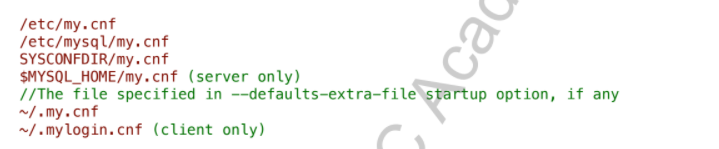 /etc/my.cnf
/etc/mysql/my.cnf
SYSCONFDIR/my.cnf
$MYSQL_HOME/my.cnf (server only)
//The file specified in --defaults-extra-file startup option, if any
~/.my.cnf
~/.mylogin.cnf (client only)
C Acad